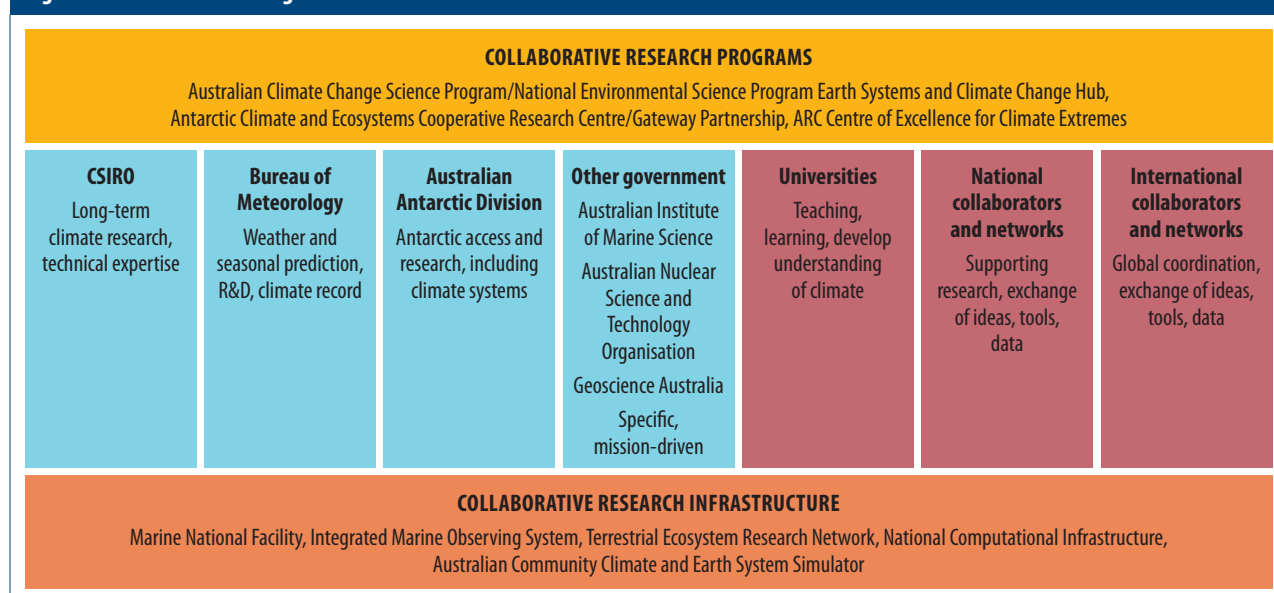 COLLABORATIVE RESEARCH PROGRAMS
Australian Climate Change Science Program/National Environmental Science Program Earth Systems and Climate Change Hub,
Antarctic Climate and Ecosystems Cooperative Research Centre/Gateway Partnership, ARC Centre of Excellence for Climate Extremes
CSIRO
Long-term
climate research,
technical expertise
Bureau of
Meteorology
Weather and
seasonal prediction,
R&D, climate record
Australian
Antarctic Division
Antarctic access and
research, including
climate systems
Other government
Australian Institute
of Marine Science
Australian Nuclear
Science and
Technology
Organisation
Geoscience Australia
Specific,
mission-driven
Universities
Teaching,
learning, develop
understanding
of climate
National
collaborators
and networks
Supporting
research, exchange
of ideas, tools,
data
International
collaborators
and networks
Global coordination,
exchange of ideas,
tools, data
COLLABORATIVE RESEARCH INFRASTRUCTURE
Marine National Facility, Integrated Marine Observing System, Terrestrial Ecosystem Research Network, National Computational Infrastructure,
Australian Community Climate and Earth System Simulator